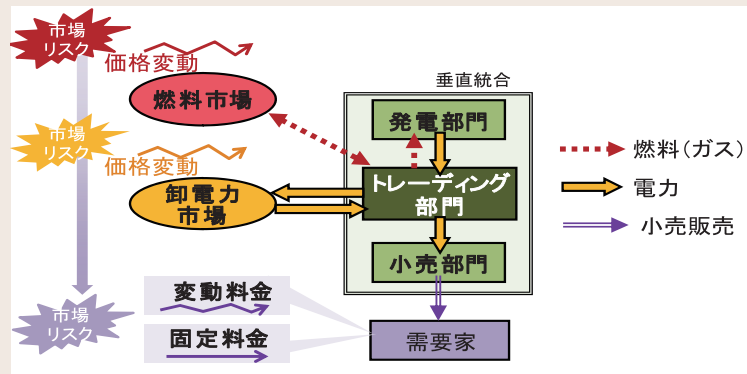 市場
リスク
価格変動
燃料市場
市場
リスク
価格変動
卸電力
市場
垂直統合
発電部門
トレーディング
部門
小売部門
燃料（ガス）
電力
小売販売
市場
リスク
変動料金
固定料金
需要家